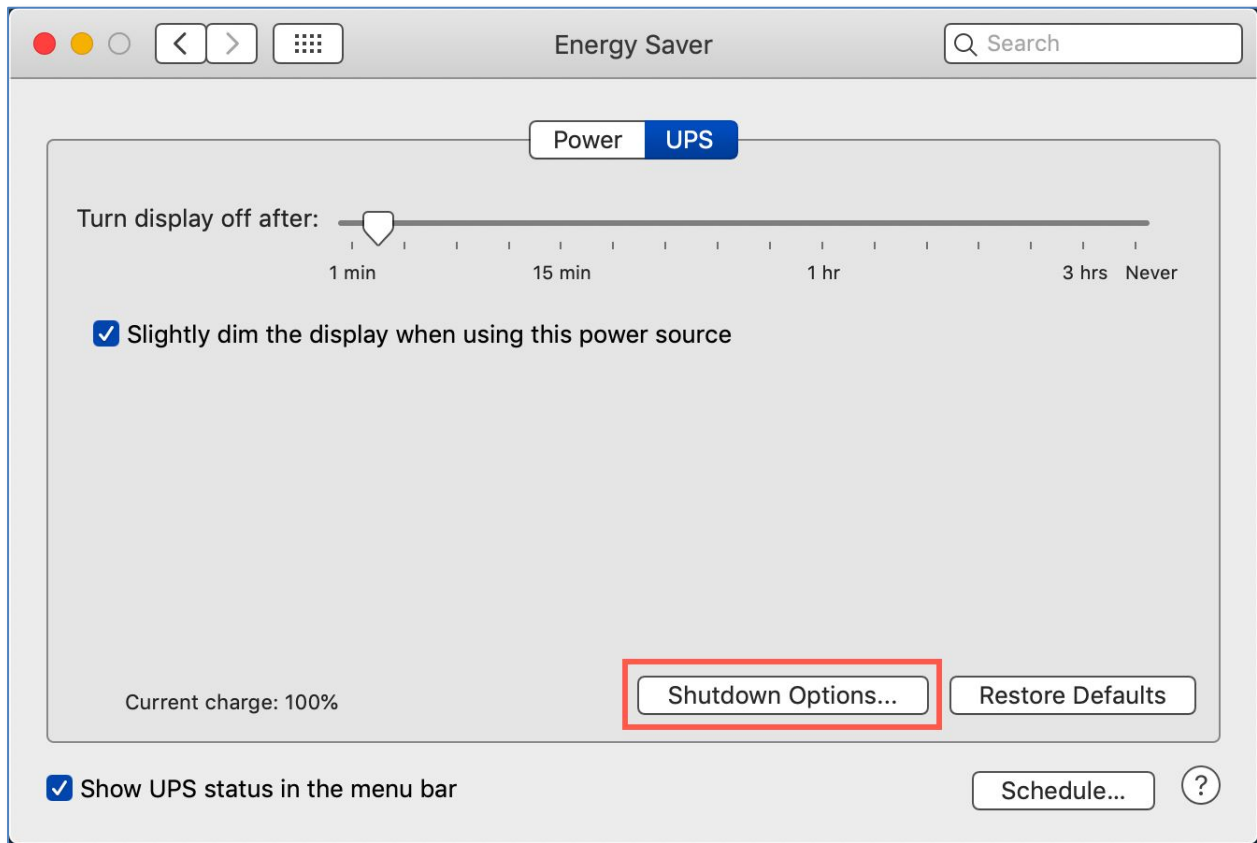 Energy Saver
Search
Power UPS
Turn display off after:
1 min 15 min 1 hr 3 hrs Never
Slightly dim the display when using this power source
Current charge: 100% Shutdown Options... Restore Defaults
Show UPS status in the menu bar Schedule... ?